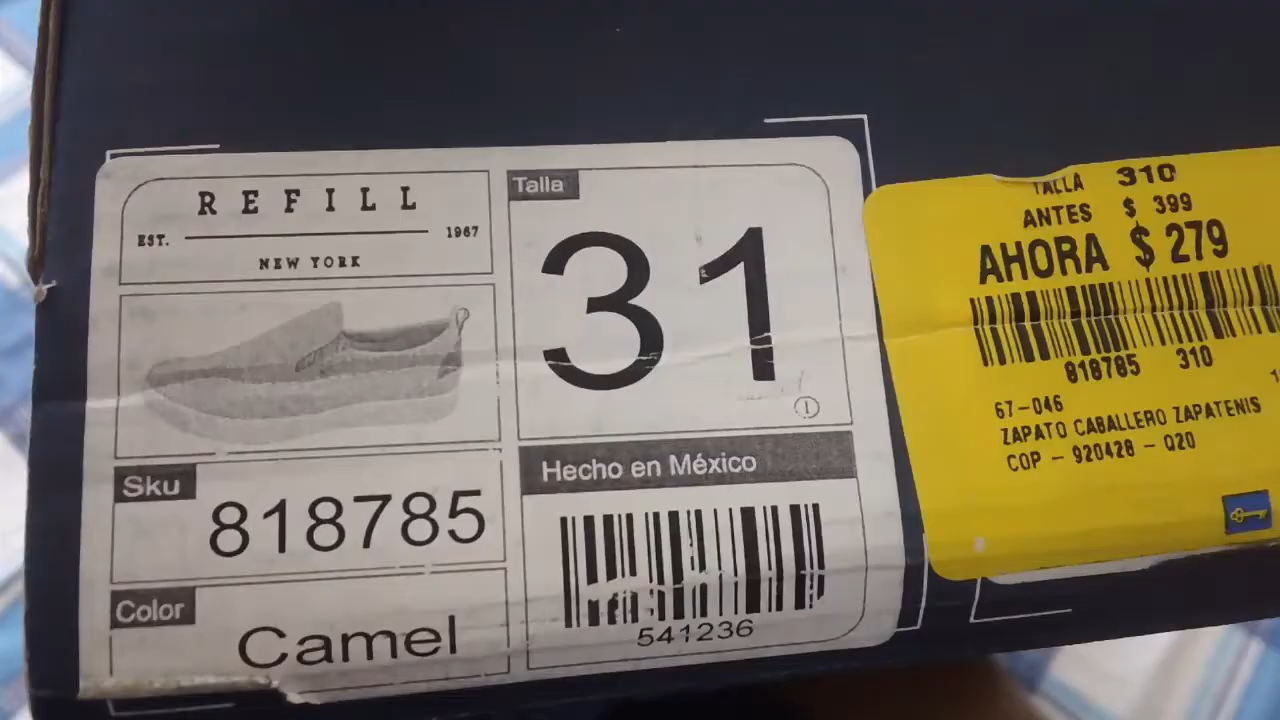 REFILL
EST. 1967
NEW YORK
Talla
31
1
Hecho en México
541236
Sku
818785
Color
Camel
TALLA 310
ANTES $ 399
AHORA $ 279
818785 310
67-046
ZAPATO CABALLERO ZAPATENIS
COP - 920428 - Q20